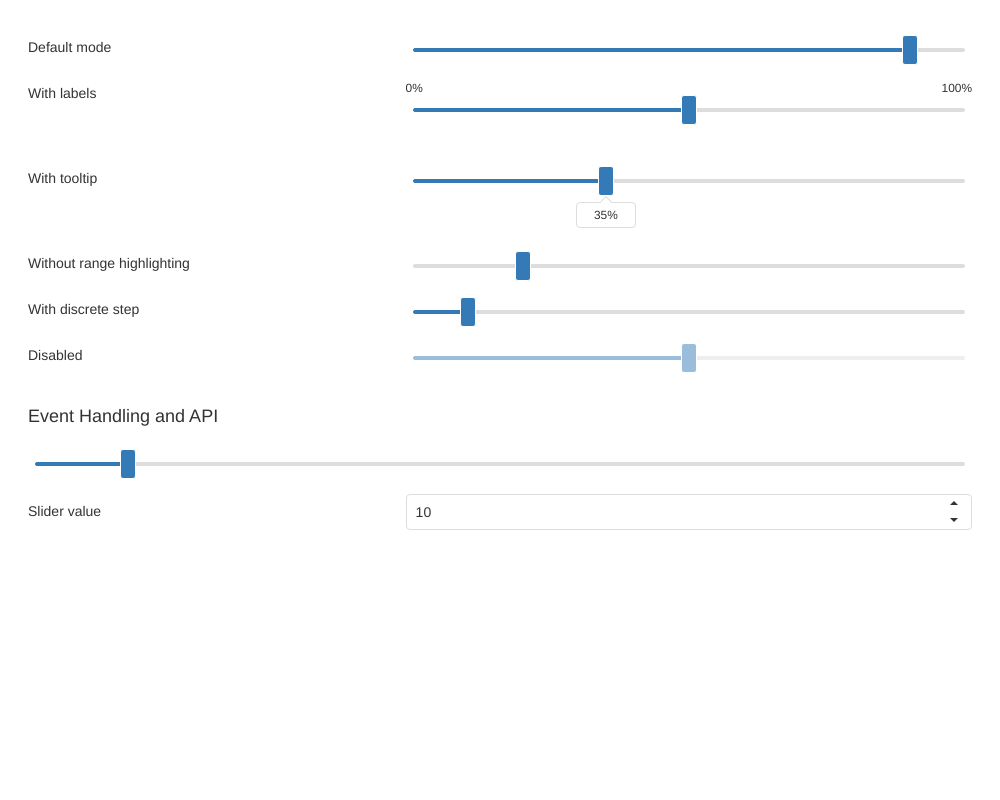 Default mode
With labels
0% 100%
With tooltip
35%
Without range highlighting
With discrete step
Disabled
Event Handling and API
Slider value
10